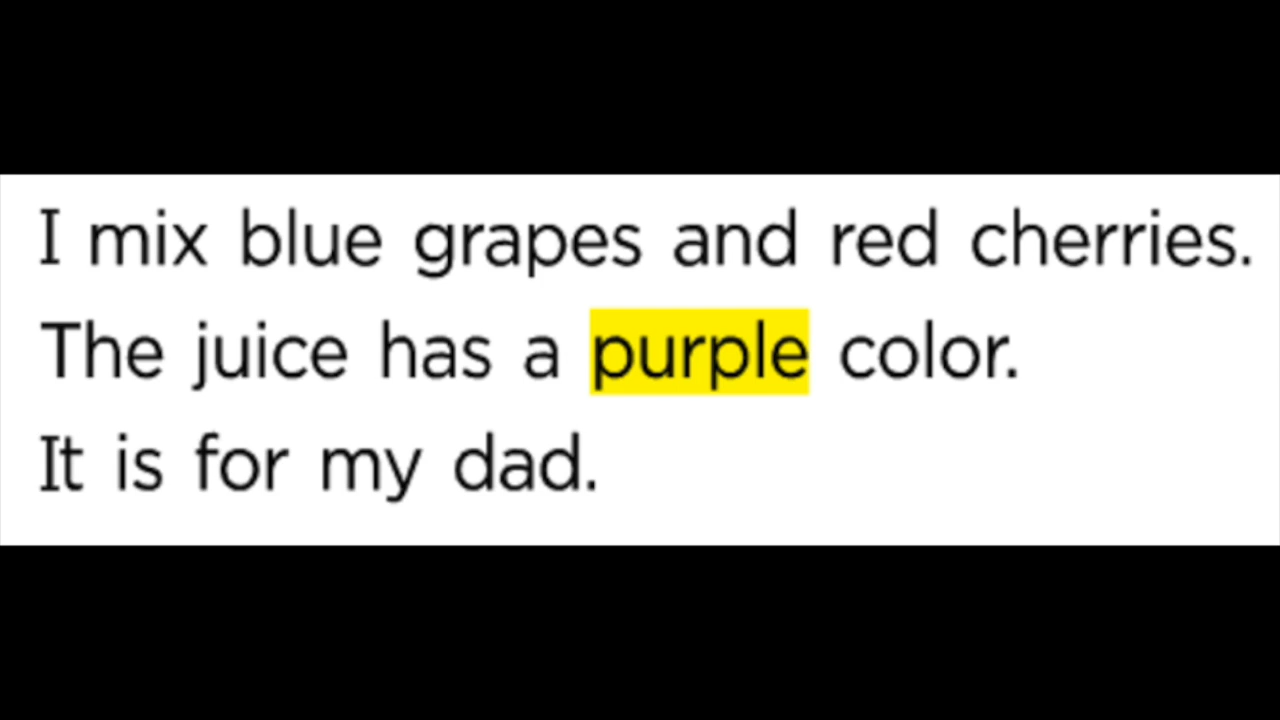 I mix blue grapes and red cherries.
The juice has a purple color.
It is for my dad.